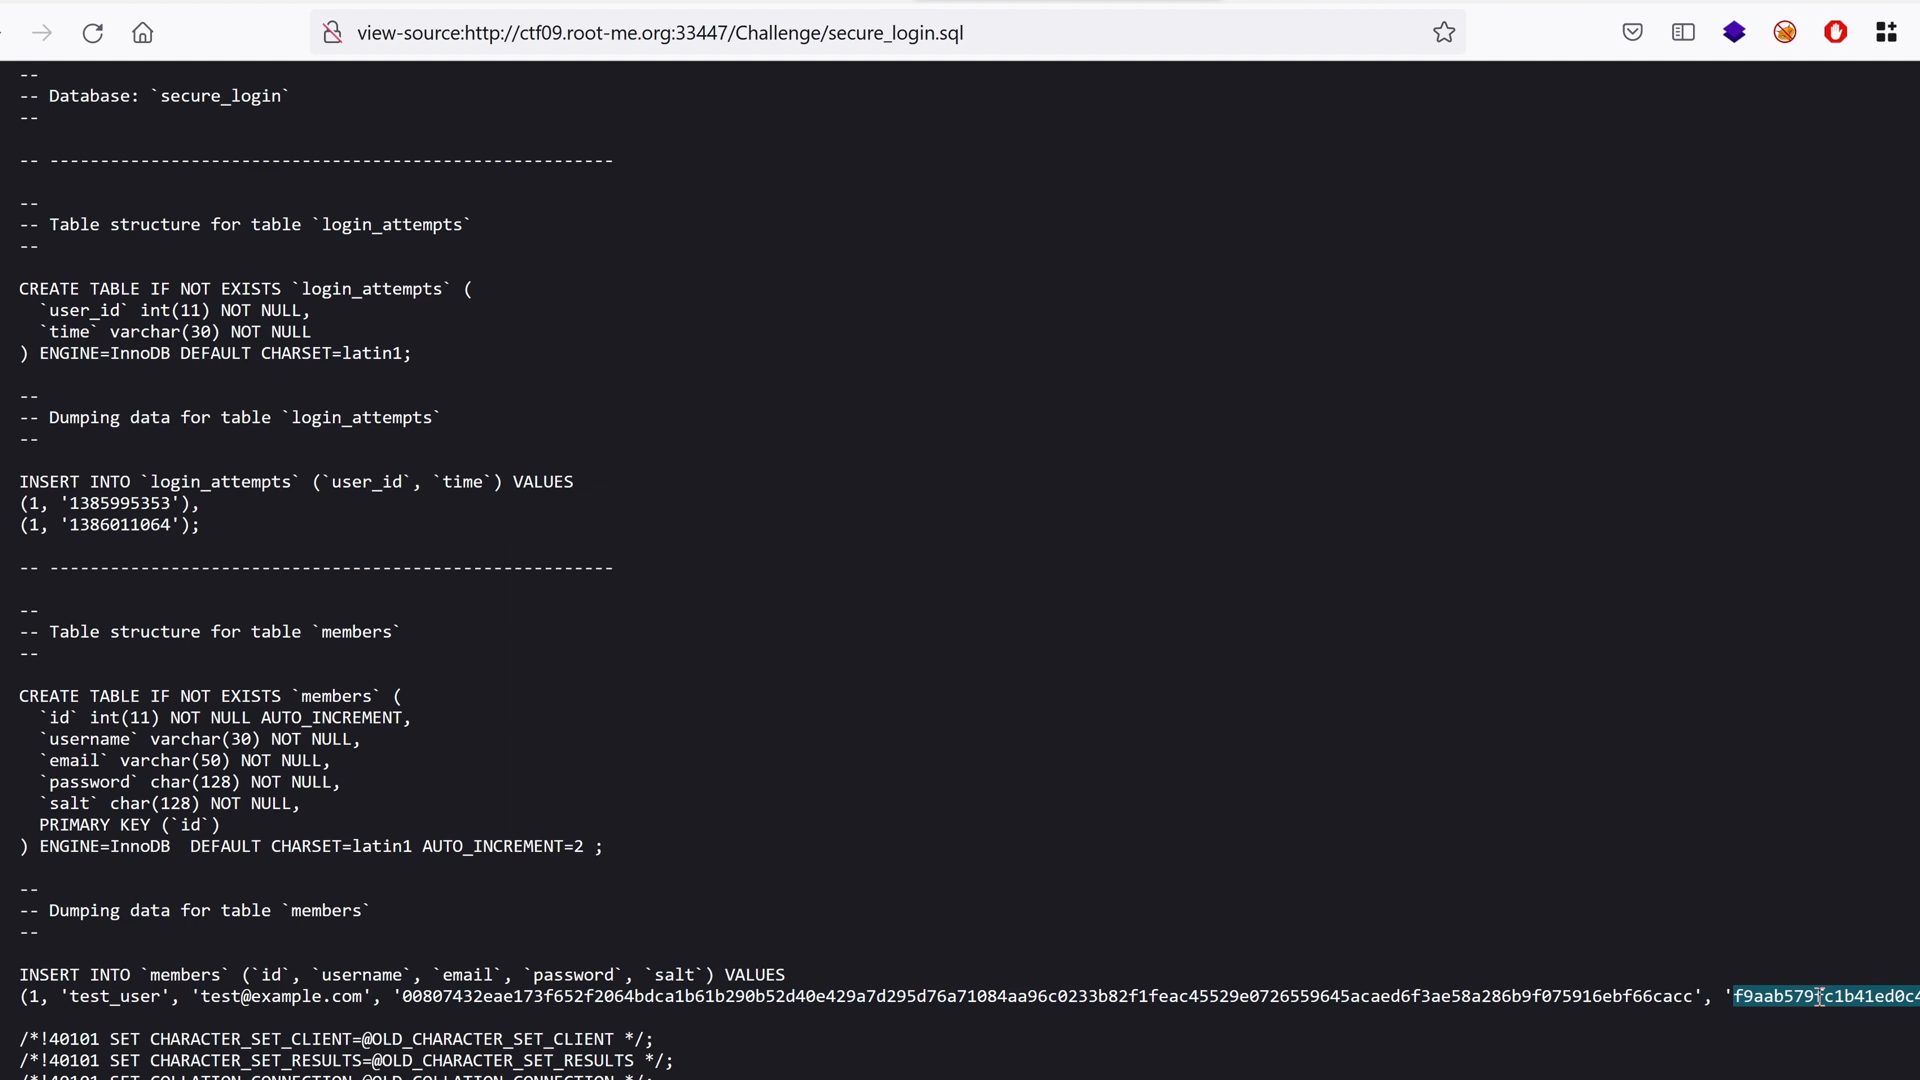 view-source:http://ctf09.root-me.org:33447/Challenge/secure_login.sql
--
-- Database: `secure_login`
--
-- --------------------------------------------------------
--
-- Table structure for table `login_attempts`
--
CREATE TABLE IF NOT EXISTS `login_attempts` (
`user_id` int(11) NOT NULL,
`time` varchar(30) NOT NULL
) ENGINE=InnoDB DEFAULT CHARSET=latin1;
--
-- Dumping data for table `login_attempts`
--
INSERT INTO `login_attempts` (`user_id`, `time`) VALUES
(1, '1385995353'),
(1, '1386011064');
-- --------------------------------------------------------
--
-- Table structure for table `members`
--
CREATE TABLE IF NOT EXISTS `members` (
`id` int(11) NOT NULL AUTO_INCREMENT,
`username` varchar(30) NOT NULL,
`email` varchar(50) NOT NULL,
`password` char(128) NOT NULL,
`salt` char(128) NOT NULL,
PRIMARY KEY (`id`)
) ENGINE=InnoDB  DEFAULT CHARSET=latin1 AUTO_INCREMENT=2 ;
--
-- Dumping data for table `members`
--
INSERT INTO `members` (`id`, `username`, `email`, `password`, `salt`) VALUES
(1, 'test_user', 'test@example.com', '00807432eae173f652f2064bdca1b61b290b52d40e429a7d295d76a71084aa96c0233b82f1feac45529e0726559645acaed6f3ae58a286b9f075916ebf66cacc', '
/*!40101 SET CHARACTER_SET_CLIENT=@OLD_CHARACTER_SET_CLIENT */;
/*!40101 SET CHARACTER_SET_RESULTS=@OLD_CHARACTER_SET_RESULTS */;
/*!40101 SET COLLATION_CONNECTION=@OLD_COLLATION_CONNECTION */;